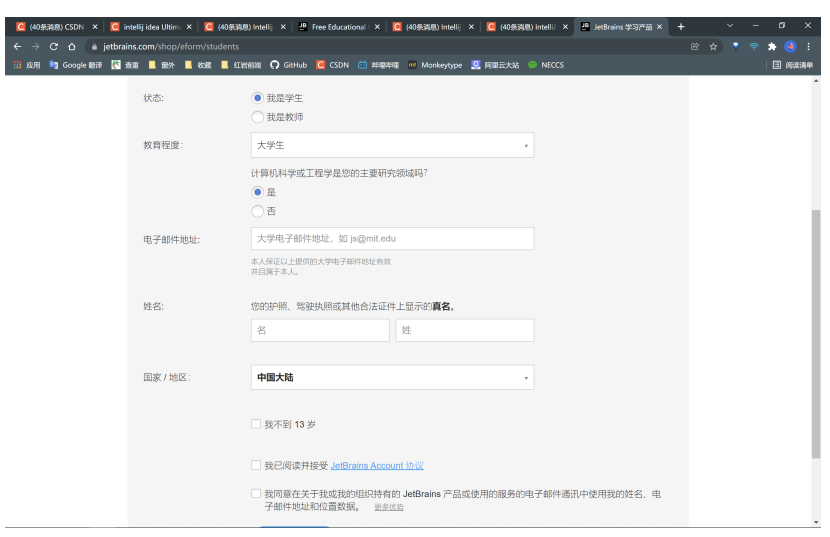 (40条消息) CSDN
intellij idea Ultim
(40条消息) Intellij
Free Educational
(40条消息) Intellij
(40条消息) Intelli
JetBrains 学习产品
jetbrains.com/shop/eform/students
应用
Google 翻译
查重
窗外
收藏
红岩前端
GitHub
CSDN
哔哩哔哩
Monkeytype
阿里云大站
NECCS
阅读清单
状态:
我是学生
我是教师
教育程度:
大学生
计算机科学或工程学是您的主要研究领域吗?
是
否
电子邮件地址:
大学电子邮件地址，如 js@mit.edu
本人保证以上提供的大学电子邮件地址有效
并且属于本人。
姓名:
您的护照、驾驶执照或其他合法证件上显示的真名。
名
姓
国家 / 地区:
中国大陆
我不到 13 岁
我已阅读并接受 JetBrains Account 协议
我同意在关于我或我的组织持有的 JetBrains 产品或使用的服务的电子邮件通讯中使用我的姓名、电
子邮件地址和位置数据。 更多优势